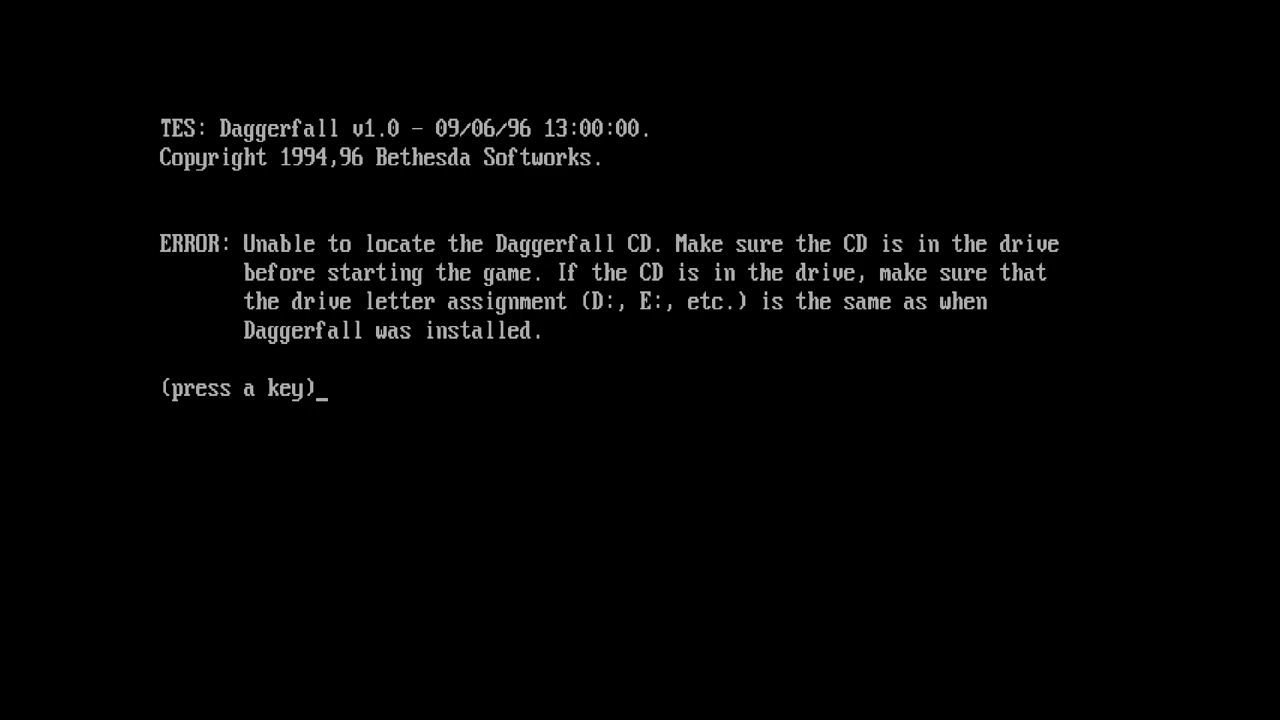 TES: Daggerfall v1.0 - 09/06/96 13:00:00.
Copyright 1994,96 Bethesda Softworks.
ERROR: Unable to locate the Daggerfall CD. Make sure the CD is in the drive
before starting the game. If the CD is in the drive, make sure that
the drive letter assignment (D:, E:, etc.) is the same as when
Daggerfall was installed.
(press a key)_